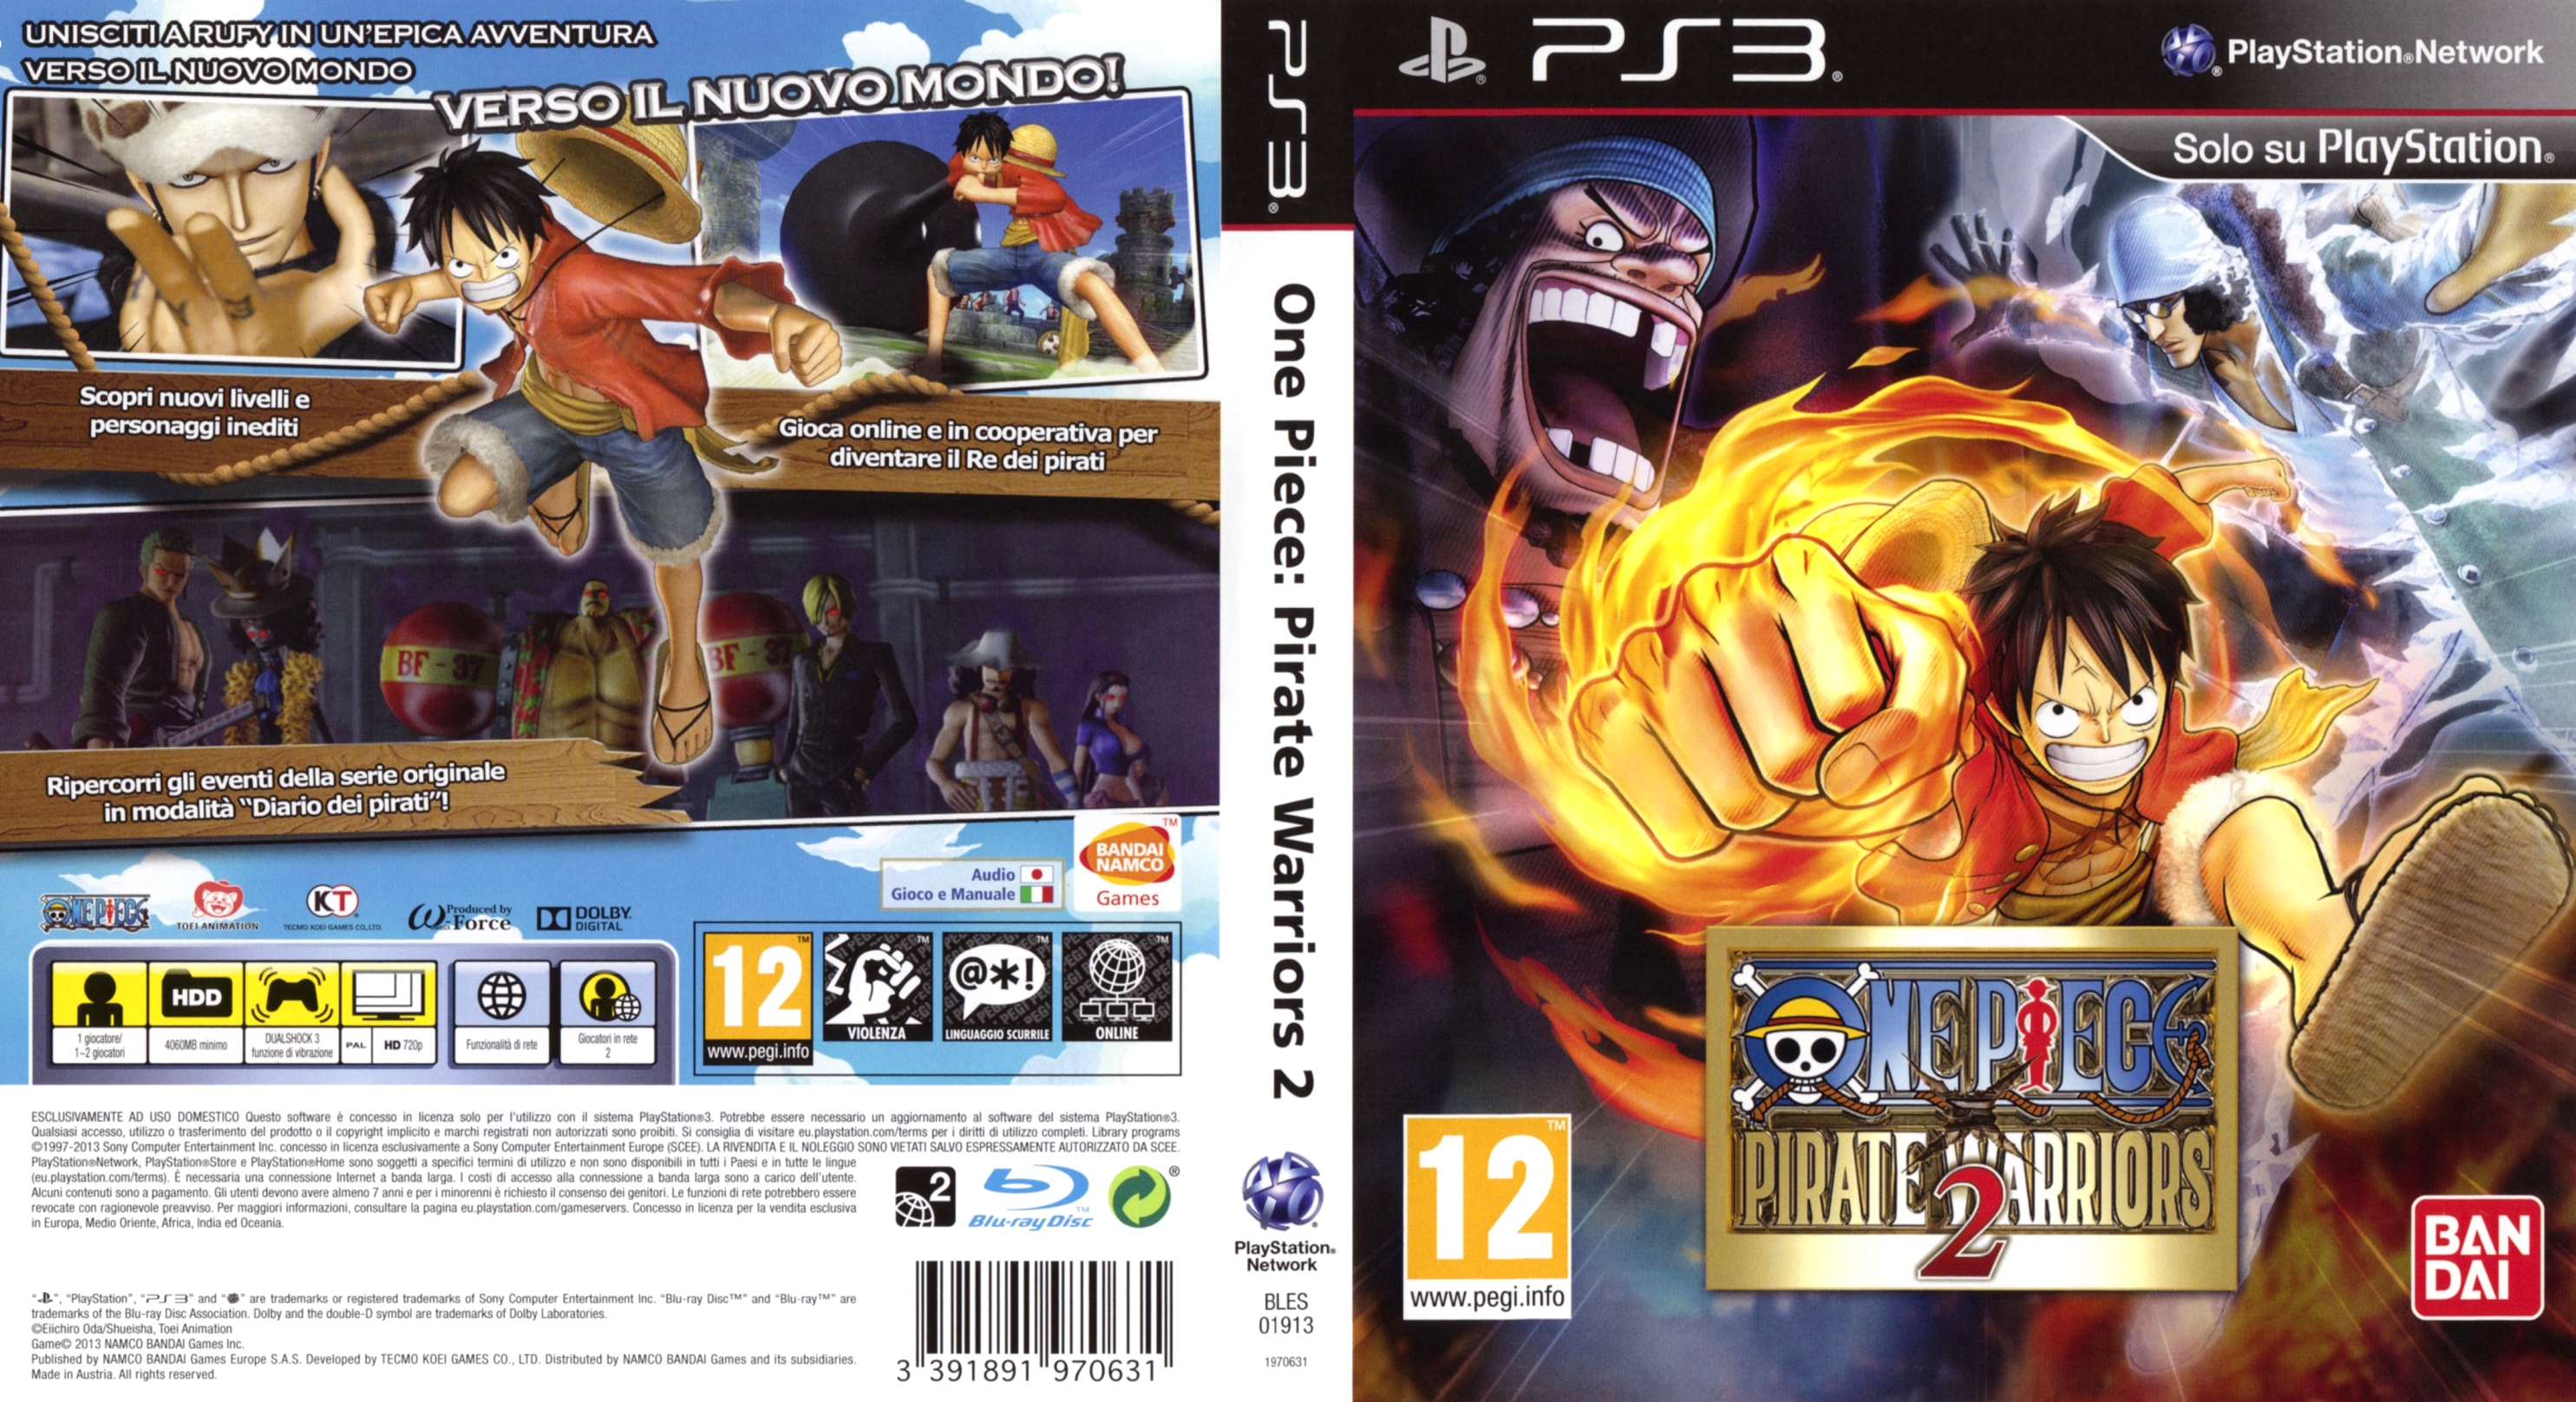 UNISCITI A RUFY IN UN'EPICA AVVENTURA
VERSO IL NUOVO MONDO
VERSO IL NUOVO MONDO!
Scopri nuovi livelli e
personaggi inediti
Gioca online e in cooperativa per
diventare il Re dei pirati
BF - 37
BF - 37
Ripercorri gli eventi della serie originale
in modalità “Diario dei pirati”!
BANDAI
NAMCO
Games
™
Audio
Gioco e Manuale
ONE PIECE
TOEI ANIMATION
KT
TECMO KOEI GAMES CO., LTD.
ω
Produced by
-Force
DOLBY
DIGITAL
1 giocatore/
1~2 giocatori
HDD
4060MB minimo
DUALSHOCK 3
funzione di vibrazione
PAL HD 720p
Funzionalità di rete
Giocatori in rete
2
12
™
www.pegi.info
VIOLENZA
@*!
LINGUAGGIO SCURRILE
ONLINE
ESCLUSIVAMENTE AD USO DOMESTICO Questo software è concesso in licenza solo per l'utilizzo con il sistema PlayStation®3. Potrebbe essere necessario un aggiornamento al software del sistema PlayStation®3.
Qualsiasi accesso, utilizzo o trasferimento del prodotto o il copyright implicito e marchi registrati non autorizzati sono proibiti. Si consiglia di visitare eu.playstation.com/terms per i diritti di utilizzo completi. Library programs
©1997-2013 Sony Computer Entertainment Inc. concesso in licenza esclusivamente a Sony Computer Entertainment Europe (SCEE). LA RIVENDITA E IL NOLEGGIO SONO VIETATI SALVO ESPRESSAMENTE AUTORIZZATO DA SCEE.
PlayStation®Network, PlayStation®Store e PlayStation®Home sono soggetti a specifici termini di utilizzo e non sono disponibili in tutti i Paesi e in tutte le lingue
(eu.playstation.com/terms). È necessaria una connessione Internet a banda larga. I costi di accesso alla connessione a banda larga sono a carico dell'utente.
Alcuni contenuti sono a pagamento. Gli utenti devono avere almeno 7 anni e per i minorenni è richiesto il consenso dei genitori. Le funzioni di rete potrebbero essere
revocate con ragionevole preavviso. Per maggiori informazioni, consultare la pagina eu.playstation.com/gameservers. Concesso in licenza per la vendita esclusiva
in Europa, Medio Oriente, Africa, India ed Oceania.
2
Blu-ray Disc™
®
“PS”, “PlayStation”, “PS3” and “ ” are trademarks or registered trademarks of Sony Computer Entertainment Inc. “Blu-ray Disc™” and “Blu-ray™” are
trademarks of the Blu-ray Disc Association. Dolby and the double-D symbol are trademarks of Dolby Laboratories.
©Eiichiro Oda/Shueisha, Toei Animation
Game© 2013 NAMCO BANDAI Games Inc.
Published by NAMCO BANDAI Games Europe S.A.S. Developed by TECMO KOEI GAMES CO., LTD. Distributed by NAMCO BANDAI Games and its subsidiaries.
Made in Austria. All rights reserved.
3 391891 970631
PS3®
One Piece: Pirate Warriors 2
PlayStation®
Network
BLES
01913
1970631
PS3®
PlayStation®Network
Solo su PlayStation®
ONE PIECE
PIRATE WARRIORS
2
12
™
www.pegi.info
BAN
DAI